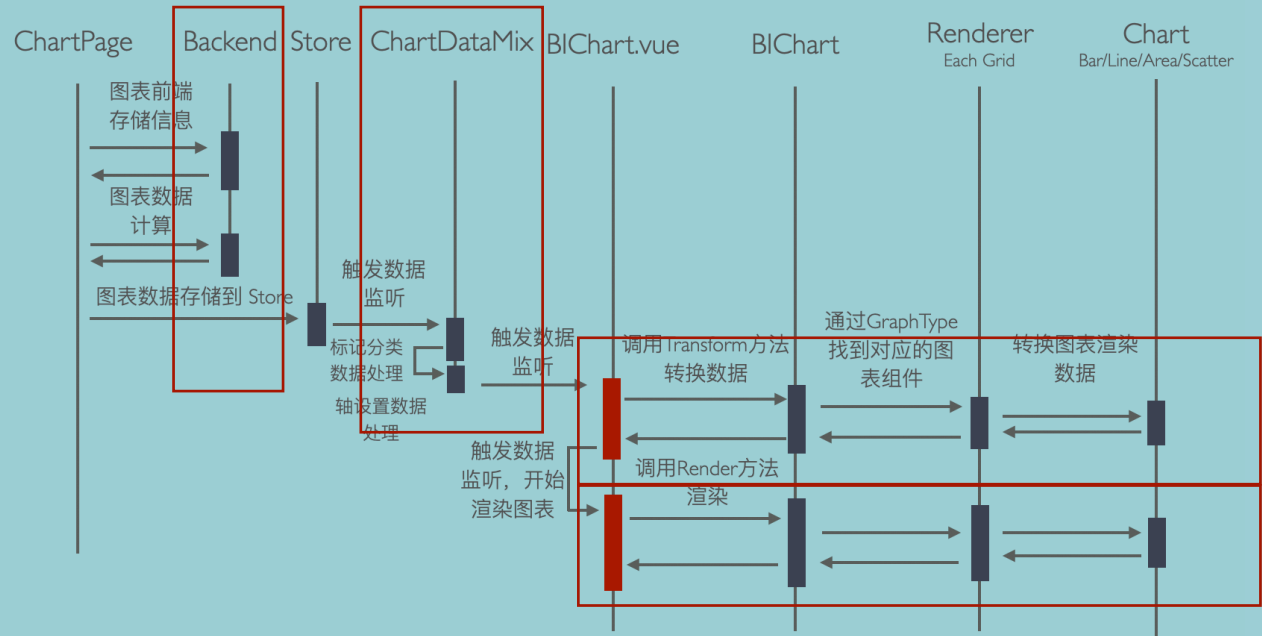 ChartPage
Backend
Store
ChartDataMix
BIChart.vue
BIChart
Renderer
Each Grid
Chart
Bar/Line/Area/Scatter
图表前端
存储信息
图表数据
计算
图表数据存储到 Store
触发数据
监听
标记分类
数据处理
轴设置数据
处理
触发数据
监听
调用Transform方法
转换数据
通过GraphType
找到对应的图
表组件
转换图表渲染
数据
触发数据
监听，开始
渲染图表
调用Render方法
渲染